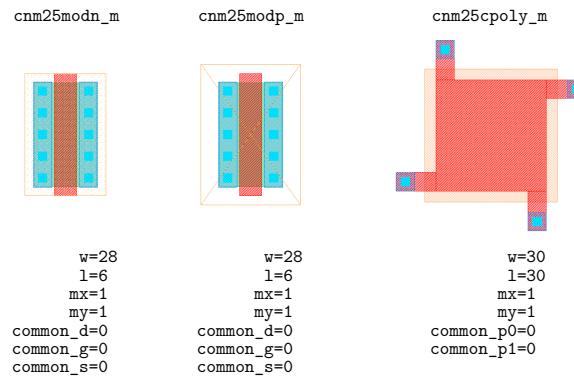 cnm25modn_m cnm25modp_m cnm25cpoly_m
w=28 w=28 w=30
l=6 l=6 l=30
mx=1 mx=1 mx=1
my=1 my=1 my=1
common_d=0 common_d=0 common_p0=0
common_g=0 common_g=0 common_p1=0
common_s=0 common_s=0